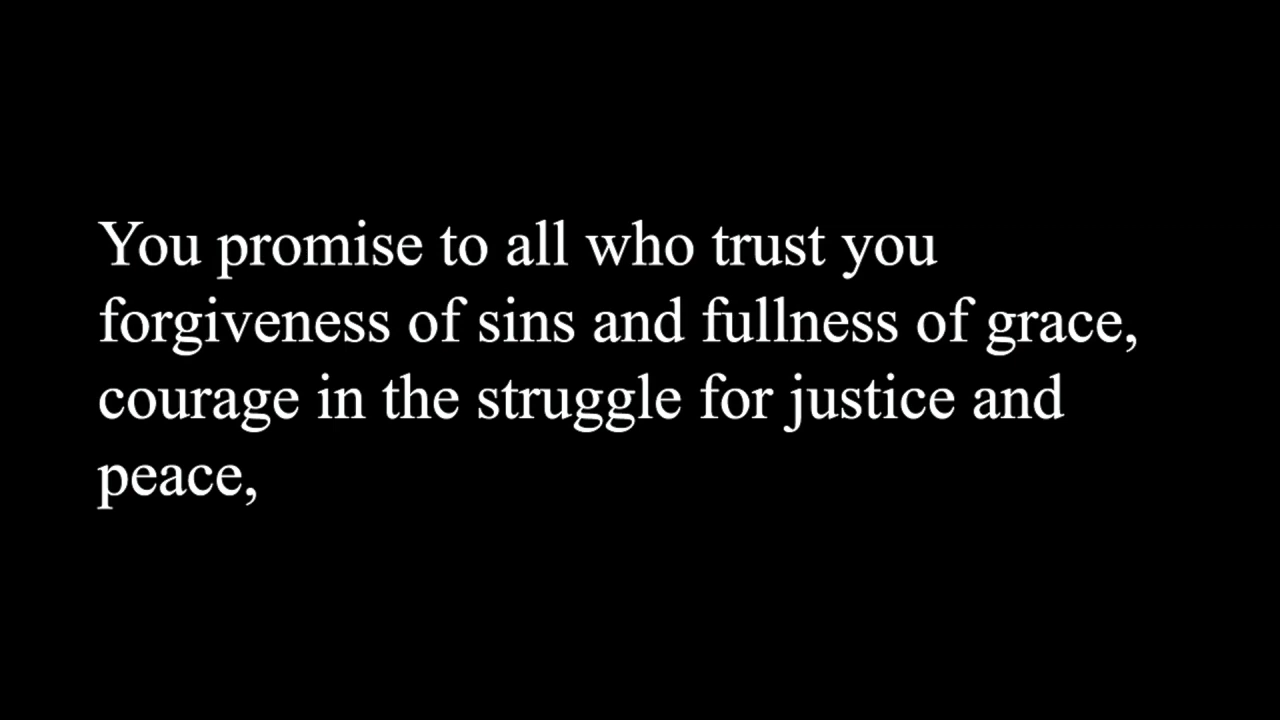 You promise to all who trust you
forgiveness of sins and fullness of grace,
courage in the struggle for justice and
peace,